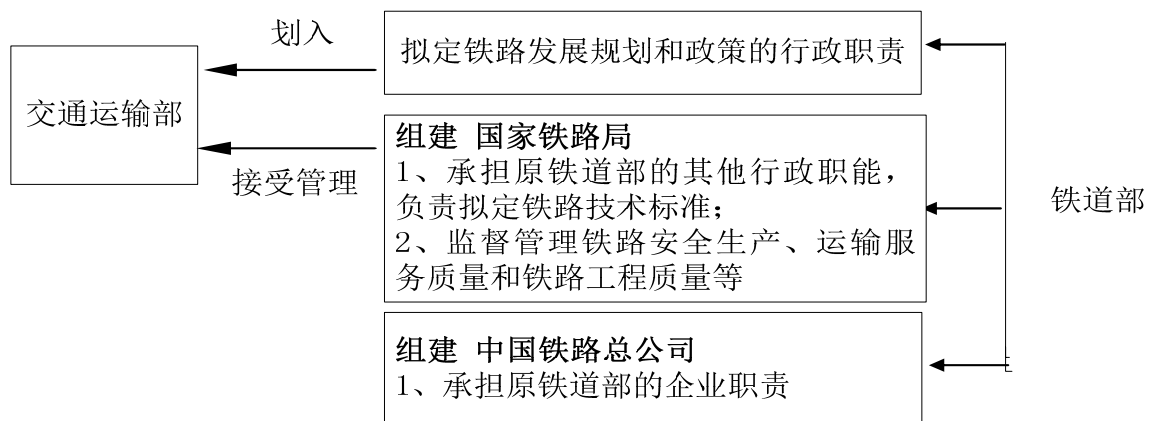 划入
拟定铁路发展规划和政策的行政职责
交通运输部
接受管理
组建 国家铁路局
1、承担原铁道部的其他行政职能，
负责拟定铁路技术标准；
2、监督管理铁路安全生产、运输服
务质量和铁路工程质量等
铁道部
组建 中国铁路总公司
1、承担原铁道部的企业职责